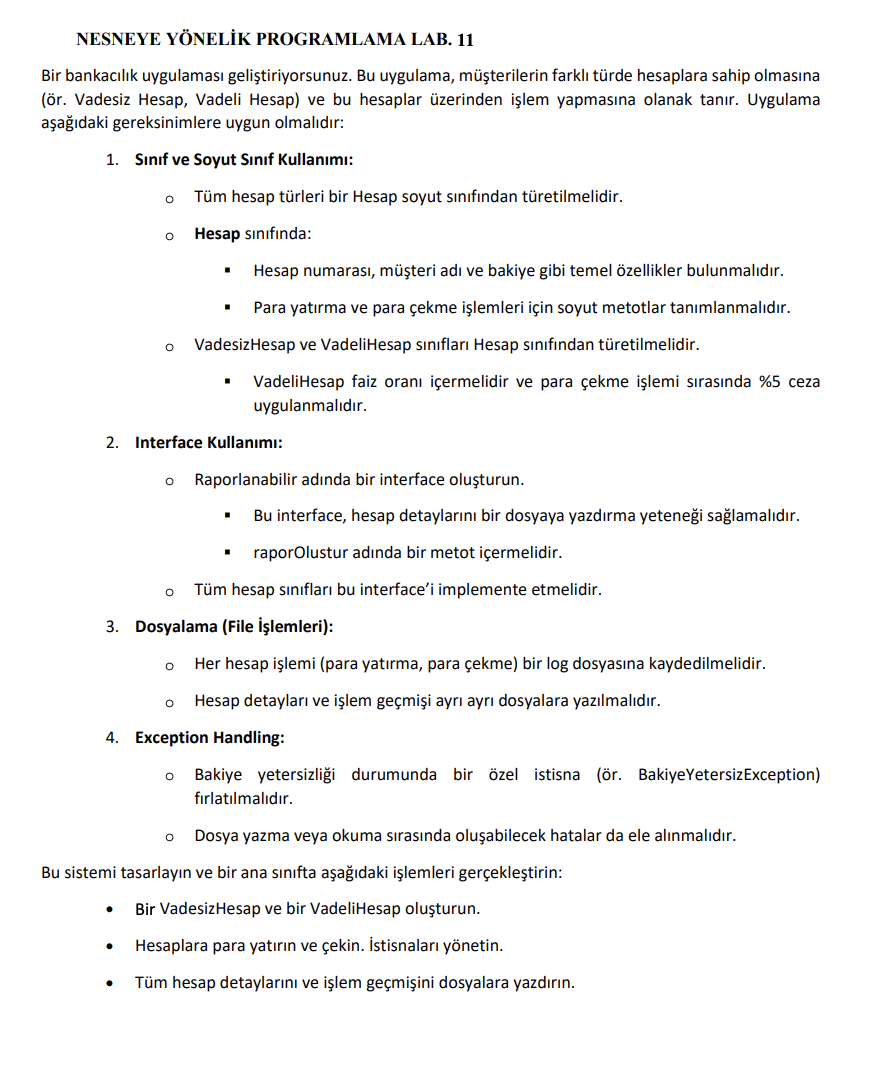 NESNEYE YÖNELİK PROGRAMLAMA LAB. 11
Bir bankacılık uygulaması geliştiriyorsunuz. Bu uygulama, müşterilerin farklı türde hesaplara sahip olmasına
(ör. Vadesiz Hesap, Vadeli Hesap) ve bu hesaplar üzerinden işlem yapmasına olanak tanır. Uygulama
aşağıdaki gereksinimlere uygun olmalıdır:
1. Sınıf ve Soyut Sınıf Kullanımı:
o Tüm hesap türleri bir Hesap soyut sınıfından türetilmelidir.
o Hesap sınıfında:
▪ Hesap numarası, müşteri adı ve bakiye gibi temel özellikler bulunmalıdır.
▪ Para yatırma ve para çekme işlemleri için soyut metotlar tanımlanmalıdır.
o VadesizHesap ve VadeliHesap sınıfları Hesap sınıfından türetilmelidir.
▪ VadeliHesap faiz oranı içermelidir ve para çekme işlemi sırasında %5 ceza
uygulanmalıdır.
2. Interface Kullanımı:
o Raporlanabilir adında bir interface oluşturun.
▪ Bu interface, hesap detaylarını bir dosyaya yazdırma yeteneği sağlamalıdır.
▪ raporOlustur adında bir metot içermelidir.
o Tüm hesap sınıfları bu interface’i implemente etmelidir.
3. Dosyalama (File İşlemleri):
o Her hesap işlemi (para yatırma, para çekme) bir log dosyasına kaydedilmelidir.
o Hesap detayları ve işlem geçmişi ayrı ayrı dosyalara yazılmalıdır.
4. Exception Handling:
o Bakiye yetersizliği durumunda bir özel istisna (ör. BakiyeYetersizException)
fırlatılmalıdır.
o Dosya yazma veya okuma sırasında oluşabilecek hatalar da ele alınmalıdır.
Bu sistemi tasarlayın ve bir ana sınıfta aşağıdaki işlemleri gerçekleştirin:
• Bir VadesizHesap ve bir VadeliHesap oluşturun.
• Hesaplara para yatırın ve çekin. İstisnaları yönetin.
• Tüm hesap detaylarını ve işlem geçmişini dosyalara yazdırın.